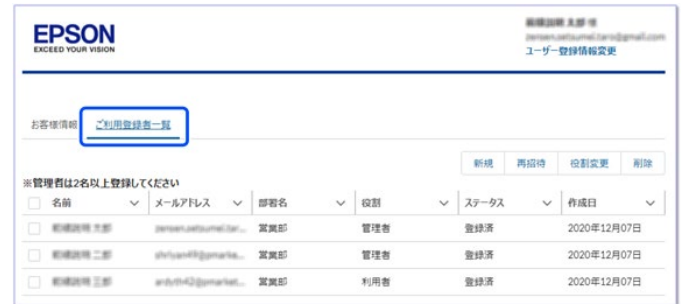 EPSON
EXCEED YOUR VISION
ユーザー登録情報変更
お客様情報 ご利用登録者一覧
新規 再招待 役割変更 削除
※管理者は2名以上登録してください
名前 メールアドレス 部署名 役割 ステータス 作成日
営業部 管理者 登録済 2020年12月07日
営業部 管理者 登録済 2020年12月07日
営業部 利用者 登録済 2020年12月07日